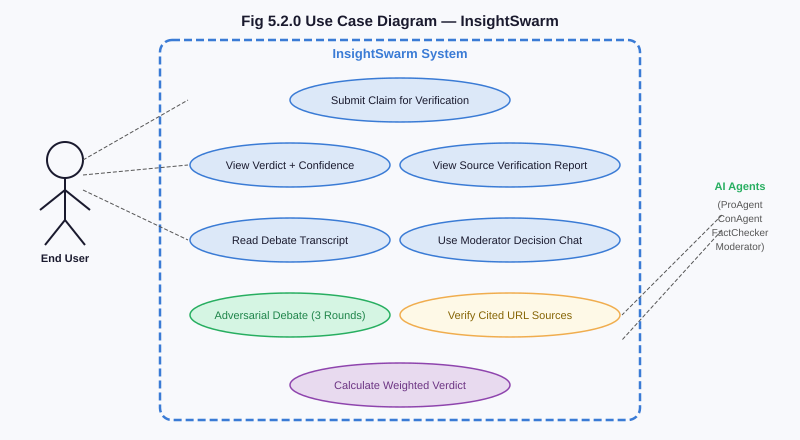 Fig 5.2.0 Use Case Diagram — InsightSwarm
InsightSwarm System
Submit Claim for Verification
View Verdict + Confidence
View Source Verification Report
Read Debate Transcript
Use Moderator Decision Chat
Adversarial Debate (3 Rounds)
Verify Cited URL Sources
Calculate Weighted Verdict
End User
AI Agents
(ProAgent
ConAgent
FactChecker
Moderator)